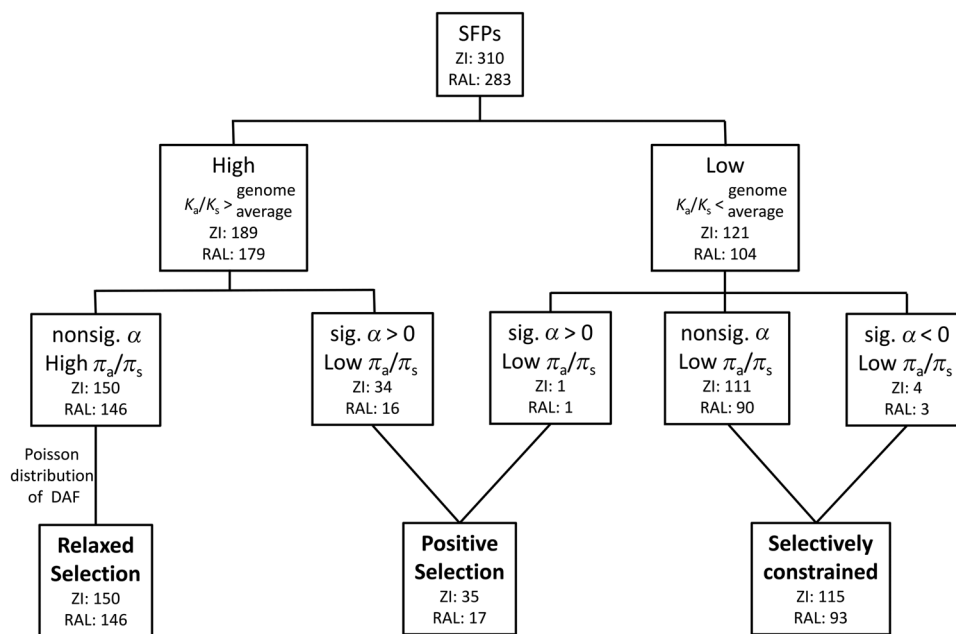 SFPs
ZI: 310
RAL: 283
High
Ka/Ks > genome
average
ZI: 189
RAL: 179
Low
Ka/Ks < genome
average
ZI: 121
RAL: 104
nonsig. α
High πa/πs
ZI: 150
RAL: 146
sig. α > 0
Low πa/πs
ZI: 34
RAL: 16
sig. α > 0
Low πa/πs
ZI: 1
RAL: 1
nonsig. α
Low πa/πs
ZI: 111
RAL: 90
sig. α < 0
Low πa/πs
ZI: 4
RAL: 3
Poisson
distribution
of DAF
Relaxed
Selection
ZI: 150
RAL: 146
Positive
Selection
ZI: 35
RAL: 17
Selectively
constrained
ZI: 115
RAL: 93